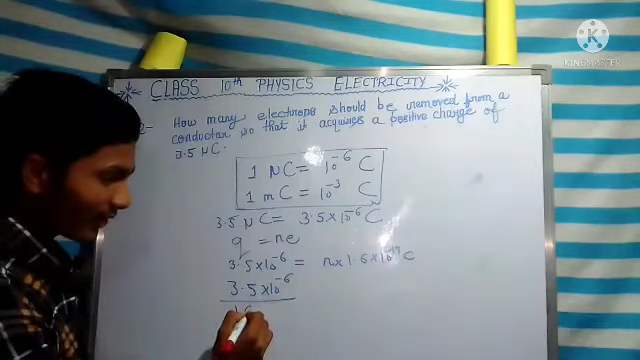 KINEMASTER
CLASS 10th PHYSICS ELECTRICITY
How many electrons should be removed from a
conductor so that it acquires a positive charge of
3.5 μC.
1 μC = 10⁻⁶ C
1 mC = 10⁻³ C
3.5 μC = 3.5×10⁻⁶ C
q = ne
3.5×10⁻⁶ = n×1.6×10⁻¹⁹ C
3.5×10⁻⁶